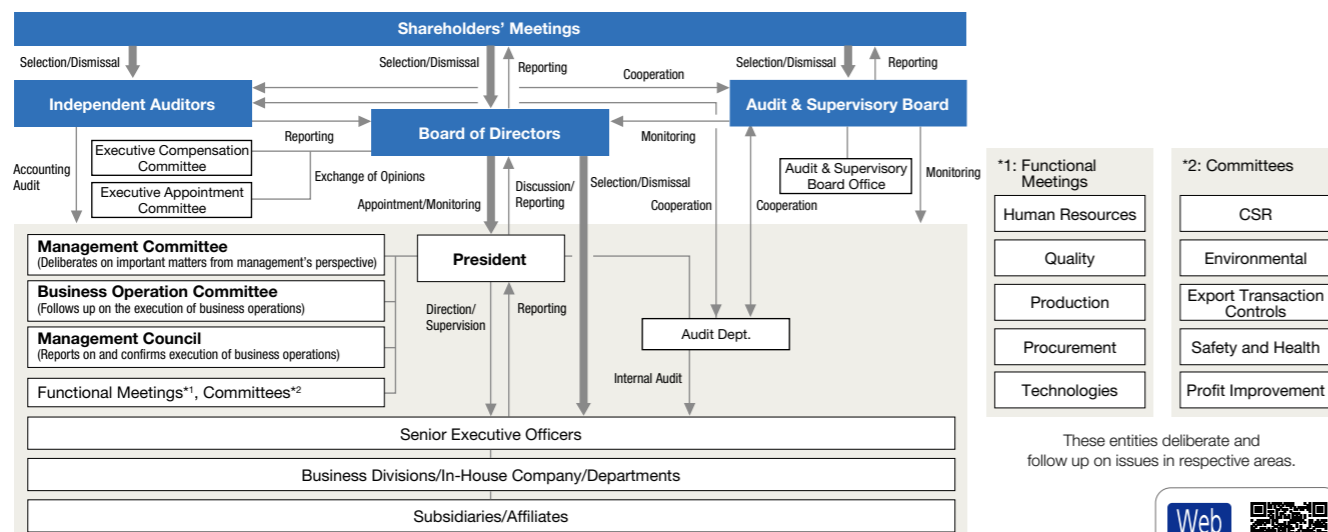 Shareholders' Meetings
Selection/Dismissal
Selection/Dismissal
Reporting
Cooperation
Selection/Dismissal
Reporting
Independent Auditors
Board of Directors
Audit & Supervisory Board
Reporting
Monitoring
Accounting
Audit
Executive Compensation
Committee
Executive Appointment
Committee
Exchange of Opinions
Appointment/Monitoring
Discussion/
Reporting
Selection/Dismissal
Cooperation
Audit & Supervisory
Board Office
Cooperation
Monitoring
Management Committee
(Deliberates on important matters from management's perspective)
Business Operation Committee
(Follows up on the execution of business operations)
Management Council
(Reports on and confirms execution of business operations)
Functional Meetings*1, Committees*2
President
Direction/
Supervision
Reporting
Audit Dept.
Internal Audit
Senior Executive Officers
Business Divisions/In-House Company/Departments
Subsidiaries/Affiliates
*1: Functional
Meetings
Human Resources
Quality
Production
Procurement
Technologies
*2: Committees
CSR
Environmental
Export Transaction
Controls
Safety and Health
Profit Improvement
These entities deliberate and
follow up on issues in respective areas.
Web